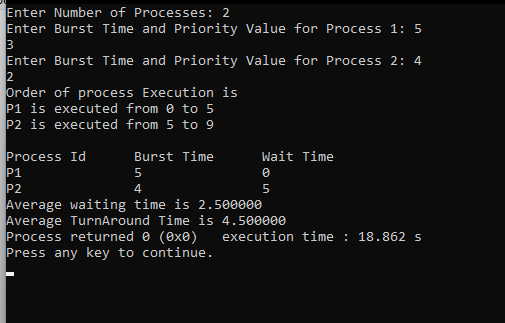 Enter Number of Processes: 2
Enter Burst Time and Priority Value for Process 1: 5
3
Enter Burst Time and Priority Value for Process 2: 4
2
Order of process Execution is
P1 is executed from 0 to 5
P2 is executed from 5 to 9
Process Id      Burst Time      Wait Time
P1              5               0
P2              4               5
Average waiting time is 2.500000
Average TurnAround Time is 4.500000
Process returned 0 (0x0)   execution time : 18.862 s
Press any key to continue.